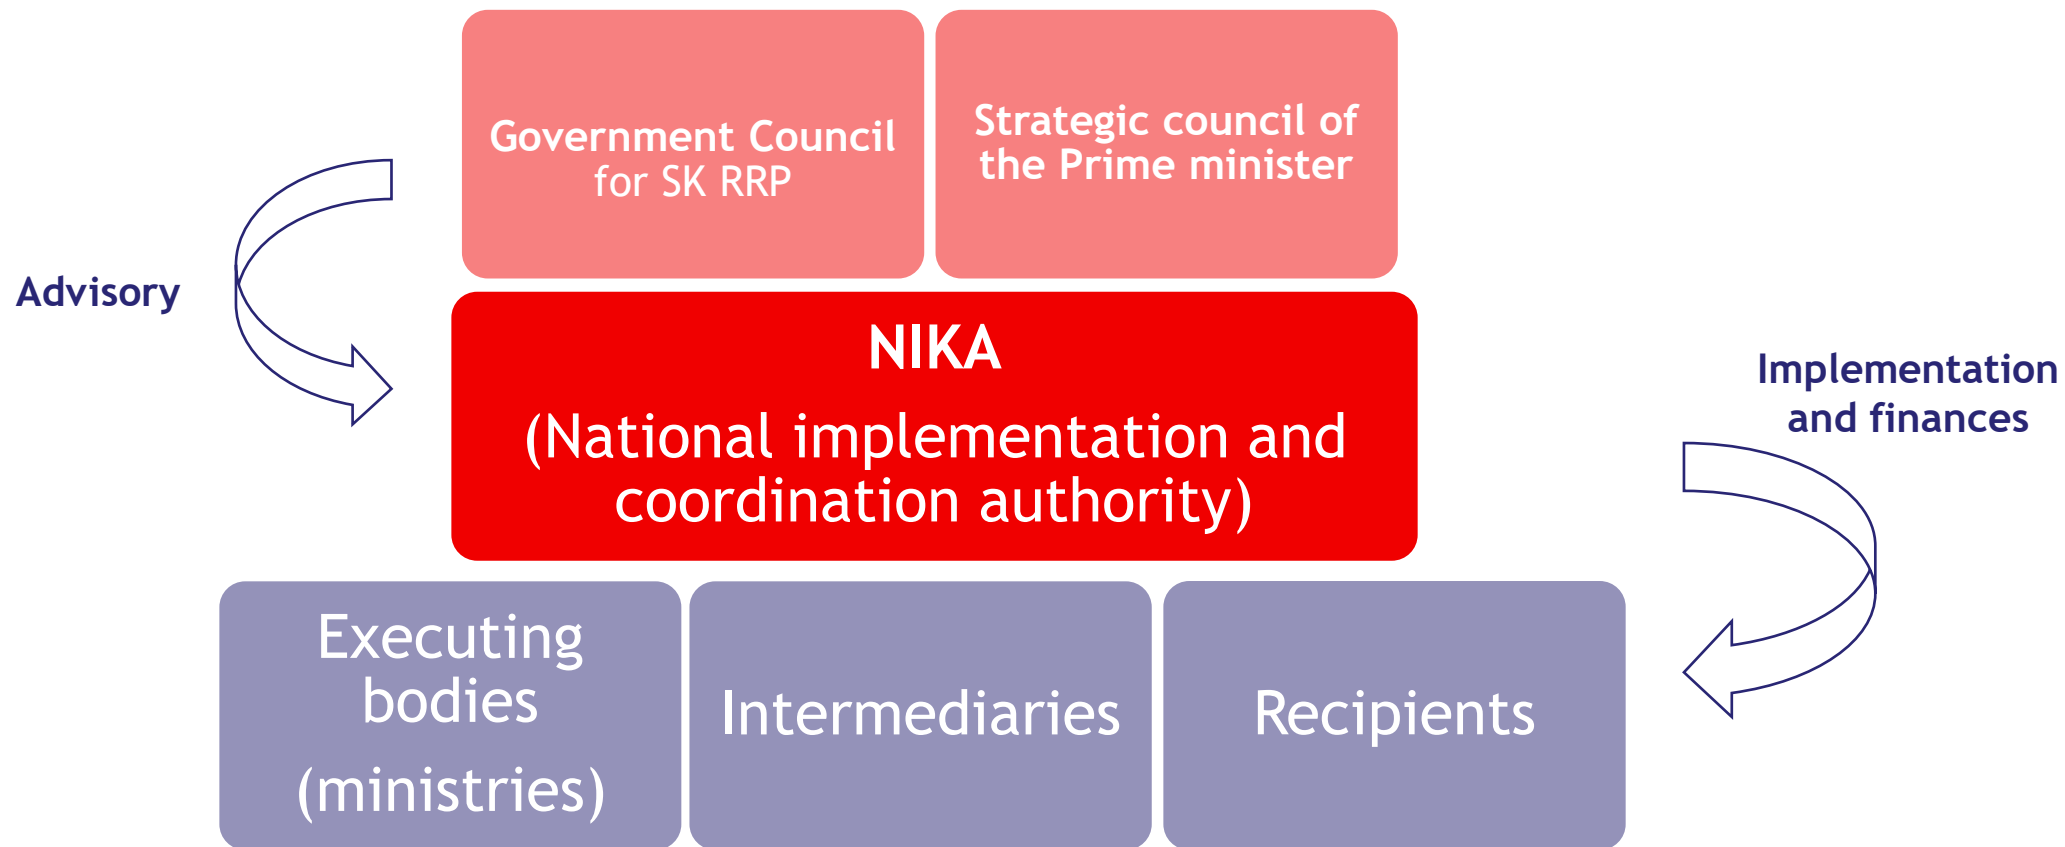 Government Council
for SK RRP
Strategic council of
the Prime minister
Advisory
NIKA
(National implementation and
coordination authority)
Implementation
and finances
Executing
bodies
(ministries)
Intermediaries
Recipients